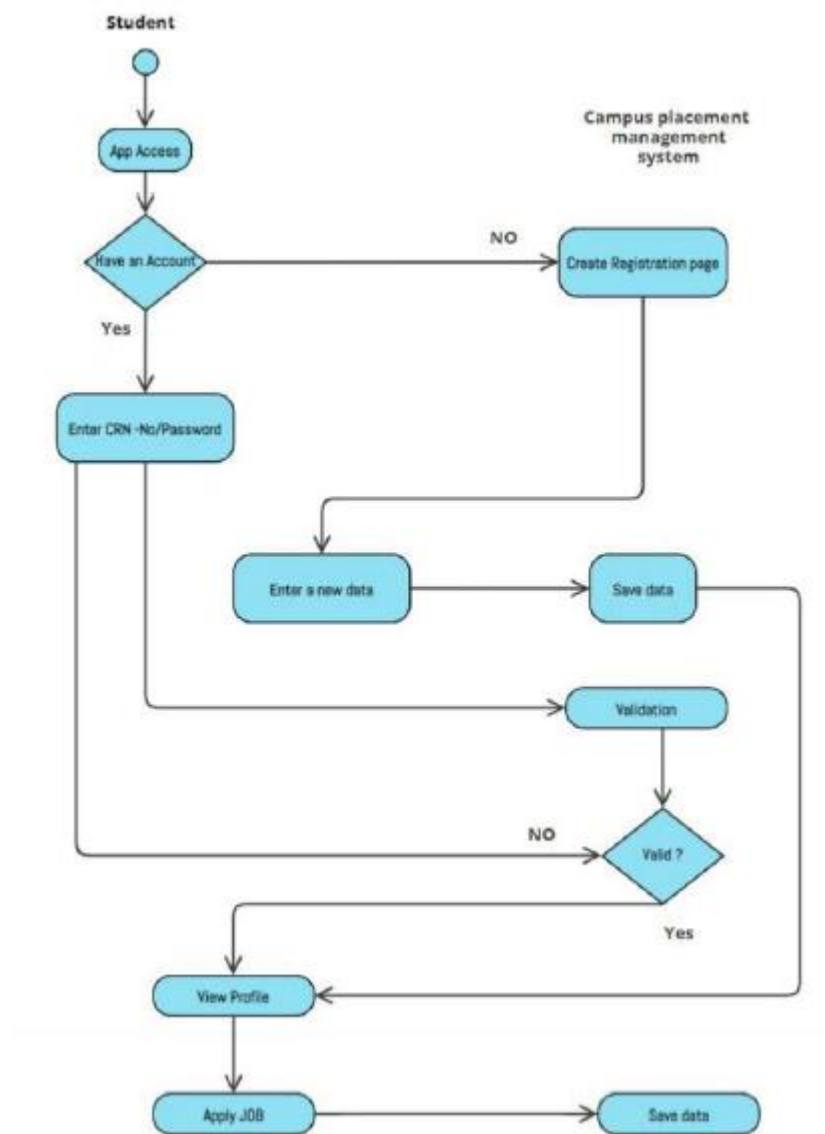 Student
Campus placement
management
system
App Access
NO
Have an Account
Create Registration page
Yes
Enter CRN -No/Password
Enter a new data
Save data
Validation
NO
Valid ?
Yes
View Profile
Apply JOB
Save data